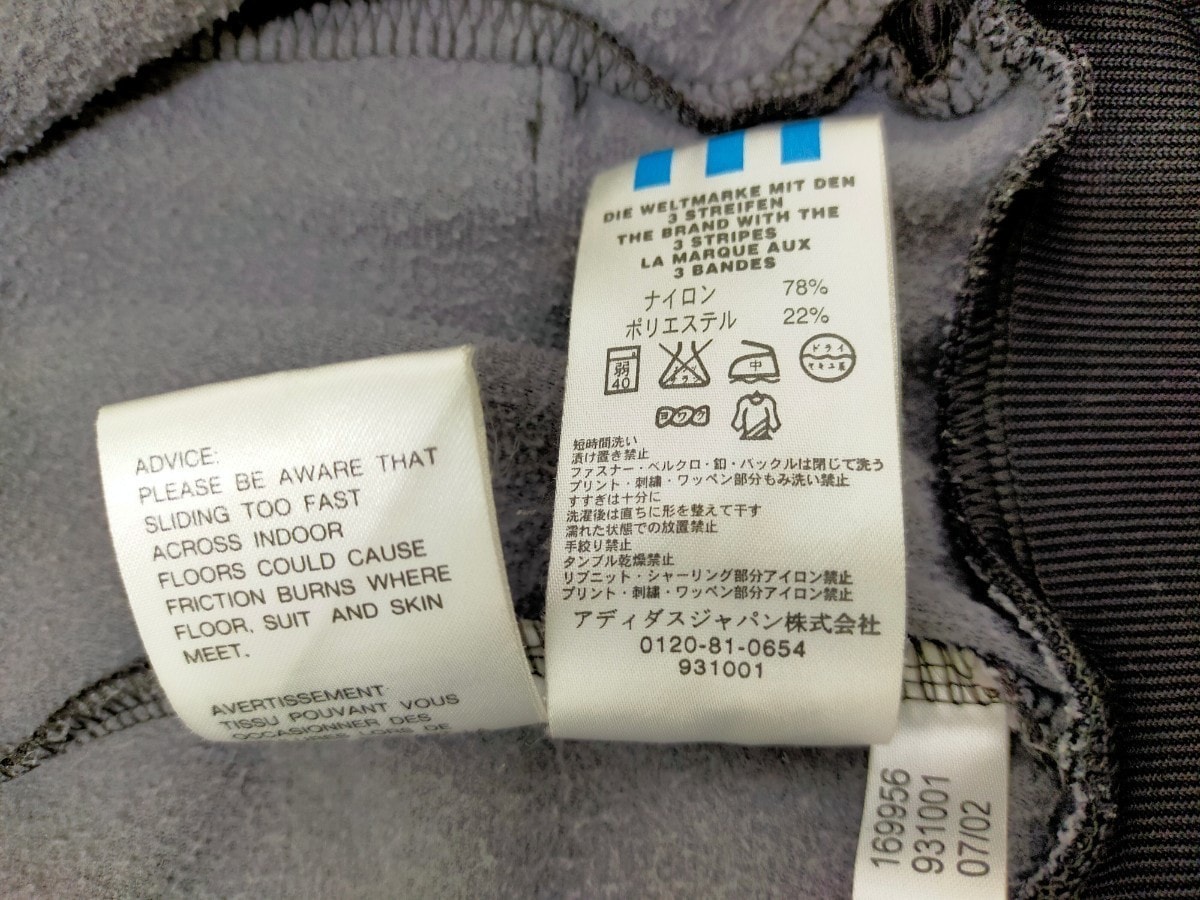 ADVICE:
PLEASE BE AWARE THAT
SLIDING TOO FAST
ACROSS INDOOR
FLOORS COULD CAUSE
FRICTION BURNS WHERE
FLOOR, SUIT AND SKIN
MEET.
AVERTISSEMENT
TISSU POUVANT VOUS
OCCASIONNER DES
LORS DE
DIE WELTMARKE MIT DEN
3 STREIFEN
THE BRAND WITH THE
3 STRIPES
LA MARQUE AUX
3 BANDES
ナイロン 78%
ポリエステル 22%
弱
40
中
ドライ
セキユ系
ヨワク
短時間洗い
漬け置き禁止
ファスナー・ベルクロ・釦・バックルは閉じて洗う
プリント・刺繍・ワッペン部分もみ洗い禁止
すすぎは十分に
洗濯後は直ちに形を整えて干す
濡れた状態での放置禁止
手絞り禁止
タンブル乾燥禁止
リブニット・シャーリング部分アイロン禁止
プリント・刺繍・ワッペン部分アイロン禁止
アディダスジャパン株式会社
0120-81-0654
931001
169956
931001
07/02